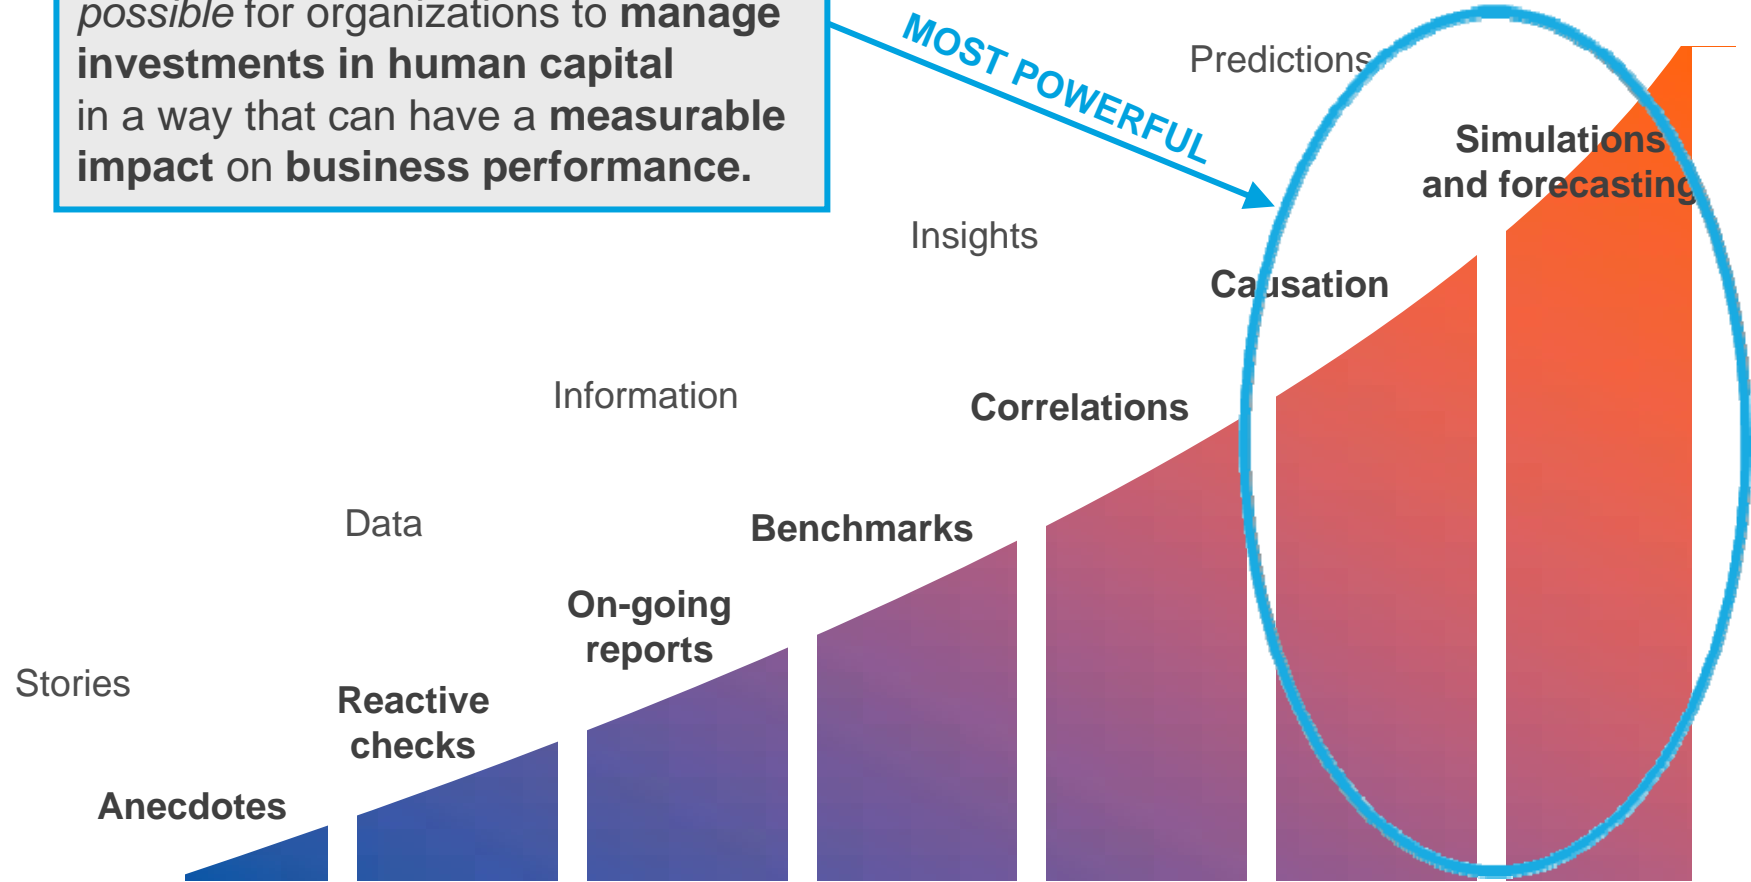 possible for organizations to manage
investments in human capital
in a way that can have a measurable
impact on business performance.
MOST POWERFUL
Predictions
Simulations
and forecasting
Insights
Causation
Information
Correlations
Data
Benchmarks
On-going
reports
Stories
Reactive
checks
Anecdotes